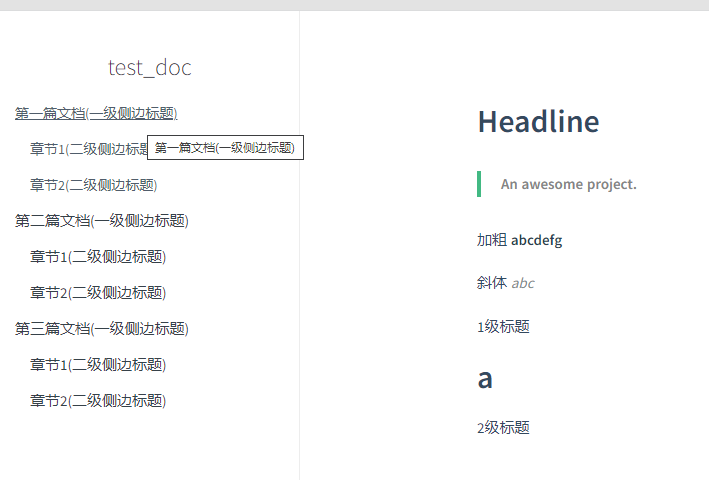 test_doc
第一篇文档(一级侧边标题)
章节1(二级侧边标题
第一篇文档(一级侧边标题)
章节2(二级侧边标题)
第二篇文档(一级侧边标题)
章节1(二级侧边标题)
章节2(二级侧边标题)
第三篇文档(一级侧边标题)
章节1(二级侧边标题)
章节2(二级侧边标题)
Headline
An awesome project.
加粗 abcdefg
斜体 abc
1级标题
a
2级标题